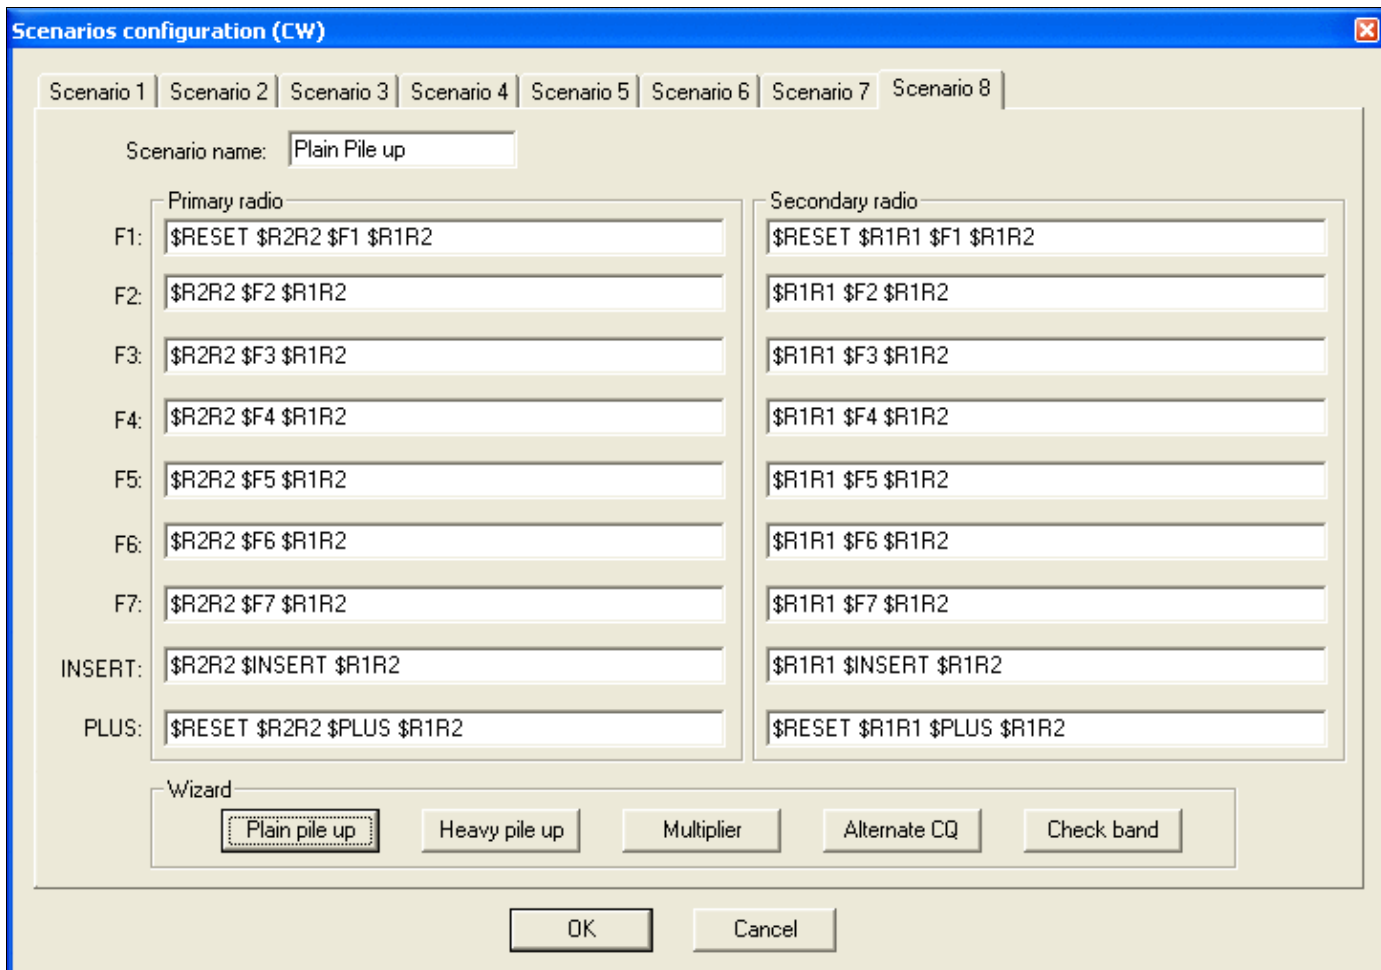 Scenarios configuration (CW)
Scenario 1 Scenario 2 Scenario 3 Scenario 4 Scenario 5 Scenario 6 Scenario 7 Scenario 8
Scenario name: Plain Pile up
Primary radio Secondary radio
F1: $RESET $R2R2 $F1 $R1R2 $RESET $R1R1 $F1 $R1R2
F2: $R2R2 $F2 $R1R2 $R1R1 $F2 $R1R2
F3: $R2R2 $F3 $R1R2 $R1R1 $F3 $R1R2
F4: $R2R2 $F4 $R1R2 $R1R1 $F4 $R1R2
F5: $R2R2 $F5 $R1R2 $R1R1 $F5 $R1R2
F6: $R2R2 $F6 $R1R2 $R1R1 $F6 $R1R2
F7: $R2R2 $F7 $R1R2 $R1R1 $F7 $R1R2
INSERT: $R2R2 $INSERT $R1R2 $R1R1 $INSERT $R1R2
PLUS: $RESET $R2R2 $PLUS $R1R2 $RESET $R1R1 $PLUS $R1R2
Wizard
Plain pile up Heavy pile up Multiplier Alternate CQ Check band
OK Cancel